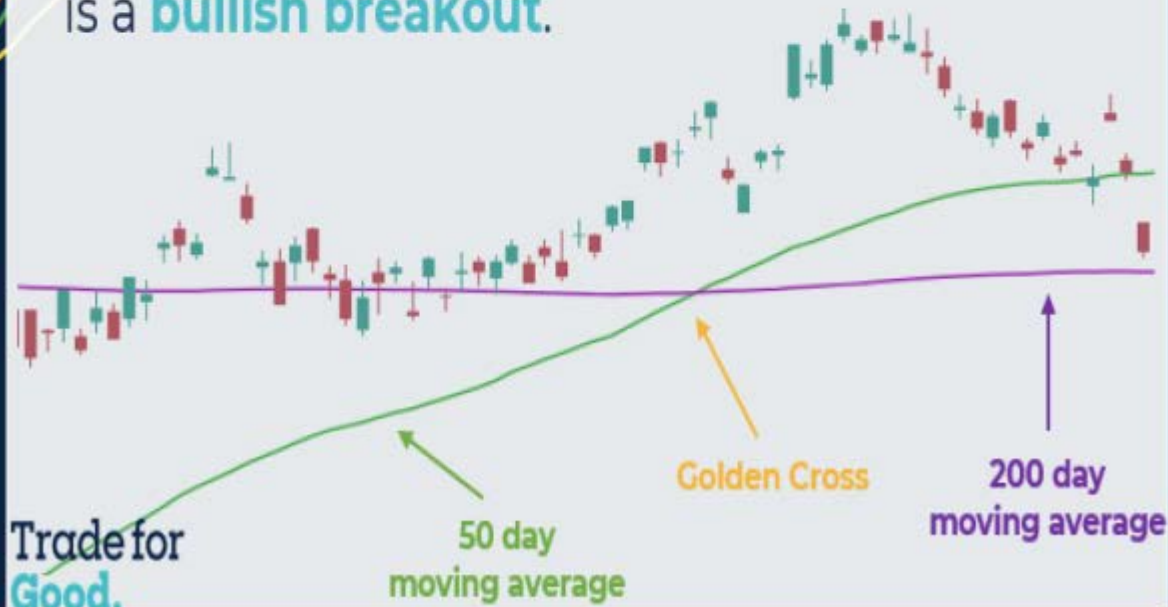 is a bullish breakout.
Golden Cross
200 day
moving average
50 day
moving average
Trade for
Good.